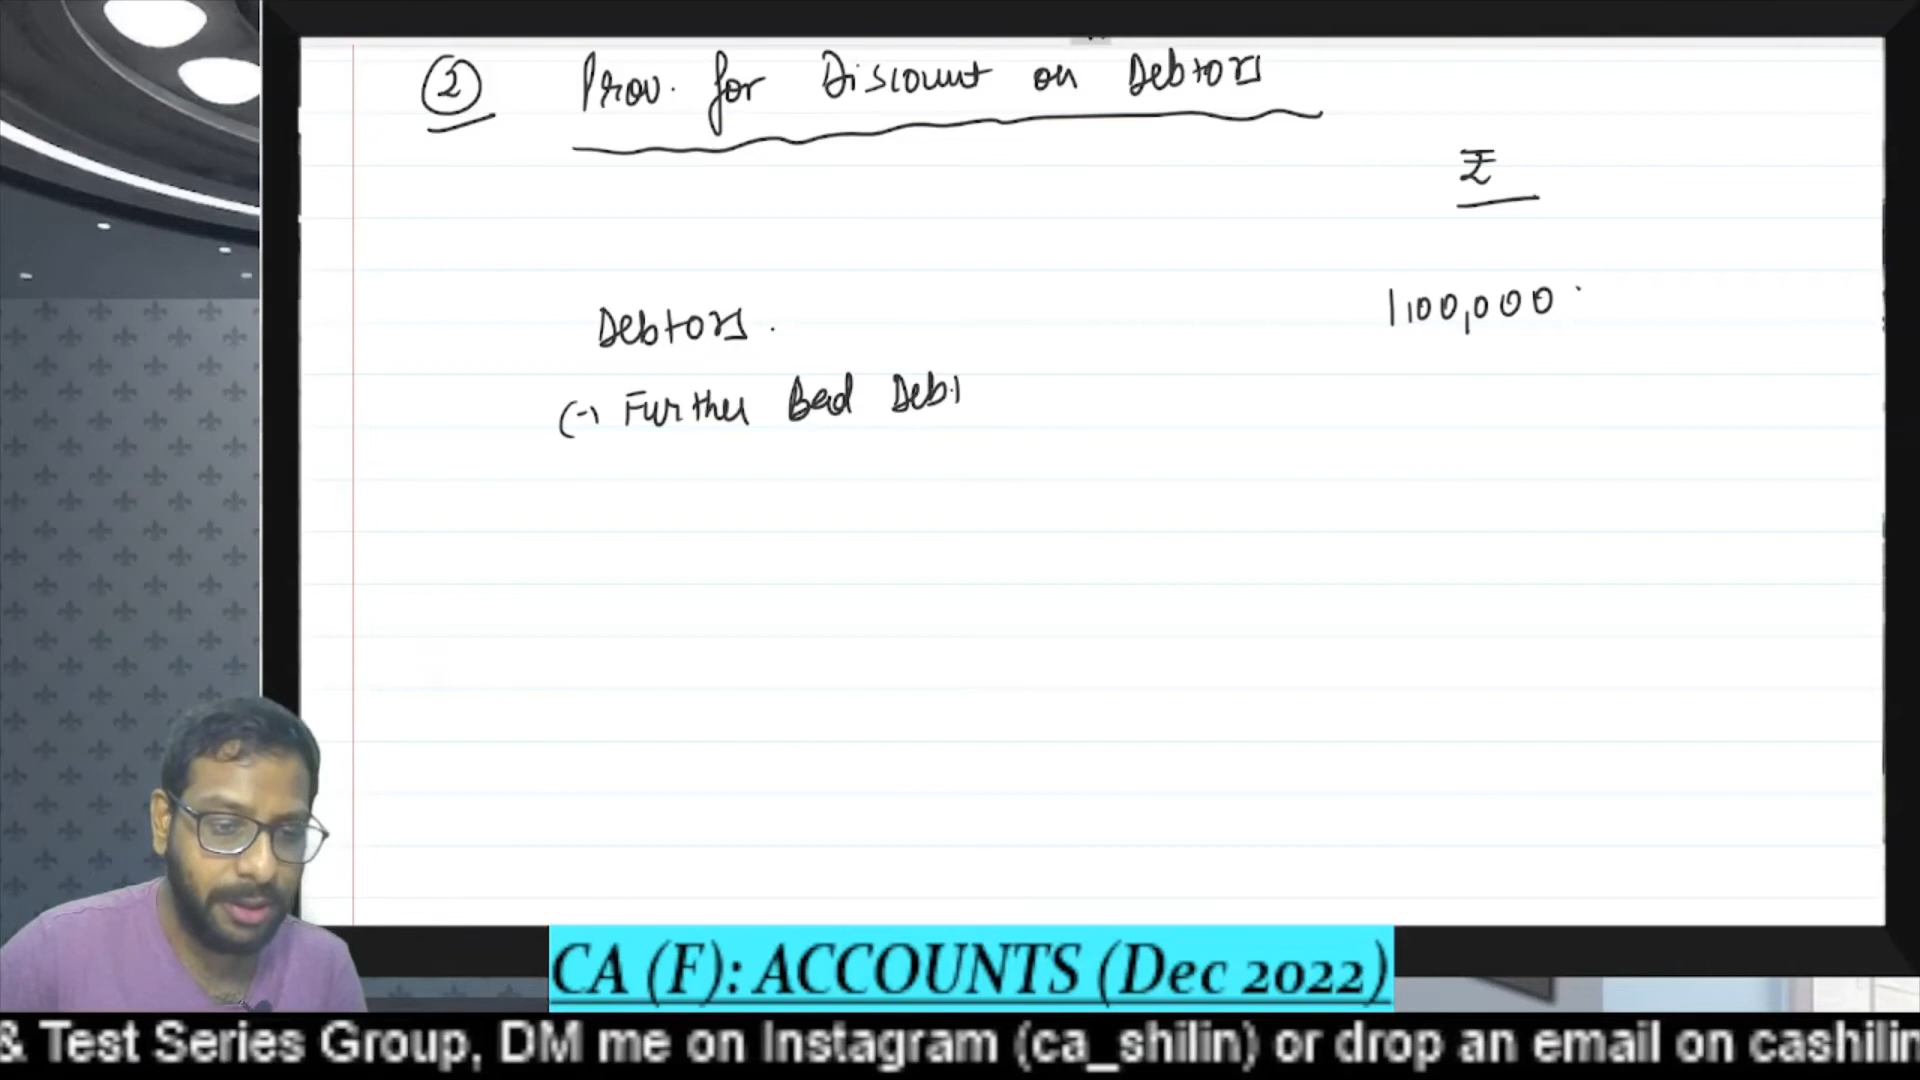 ② Prov. for Discount on Debtors
₹
Debtors. 1,00,000
(-) Further Bad Deb
CA (F): ACCOUNTS (Dec 2022)
& Test Series Group, DM me on Instagram (ca_shilin) or drop an email on cashilin